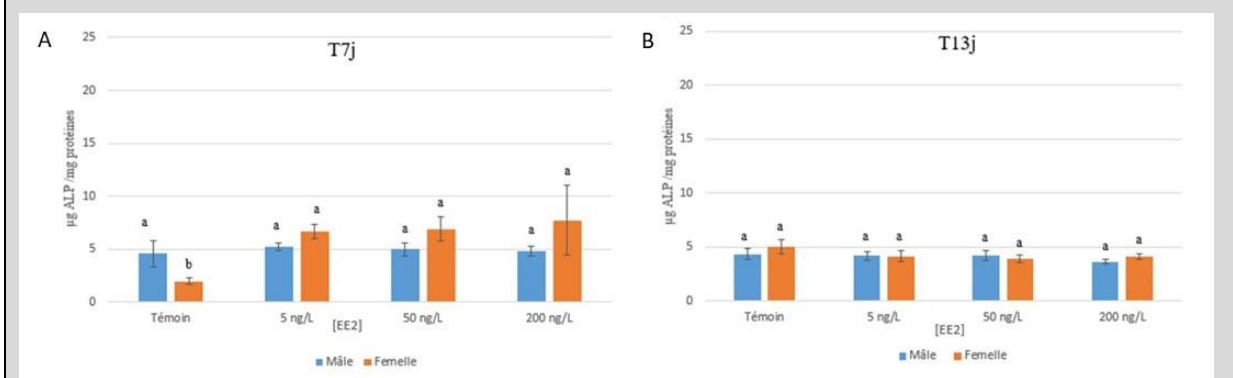 A
T7j
25
20
15
10
5
0
µg ALP /mg protéines
a
b
a
a
a
a
a
a
Témoin
5 ng/L
50 ng/L
200 ng/L
[EE2]
Mâle Femelle
B
T13j
25
20
15
10
5
0
µg ALP /mg protéines
a
a
a
a
a
a
a
a
Témoin
5 ng/L
50 ng/L
200 ng/L
[EE2]
Mâle Femelle